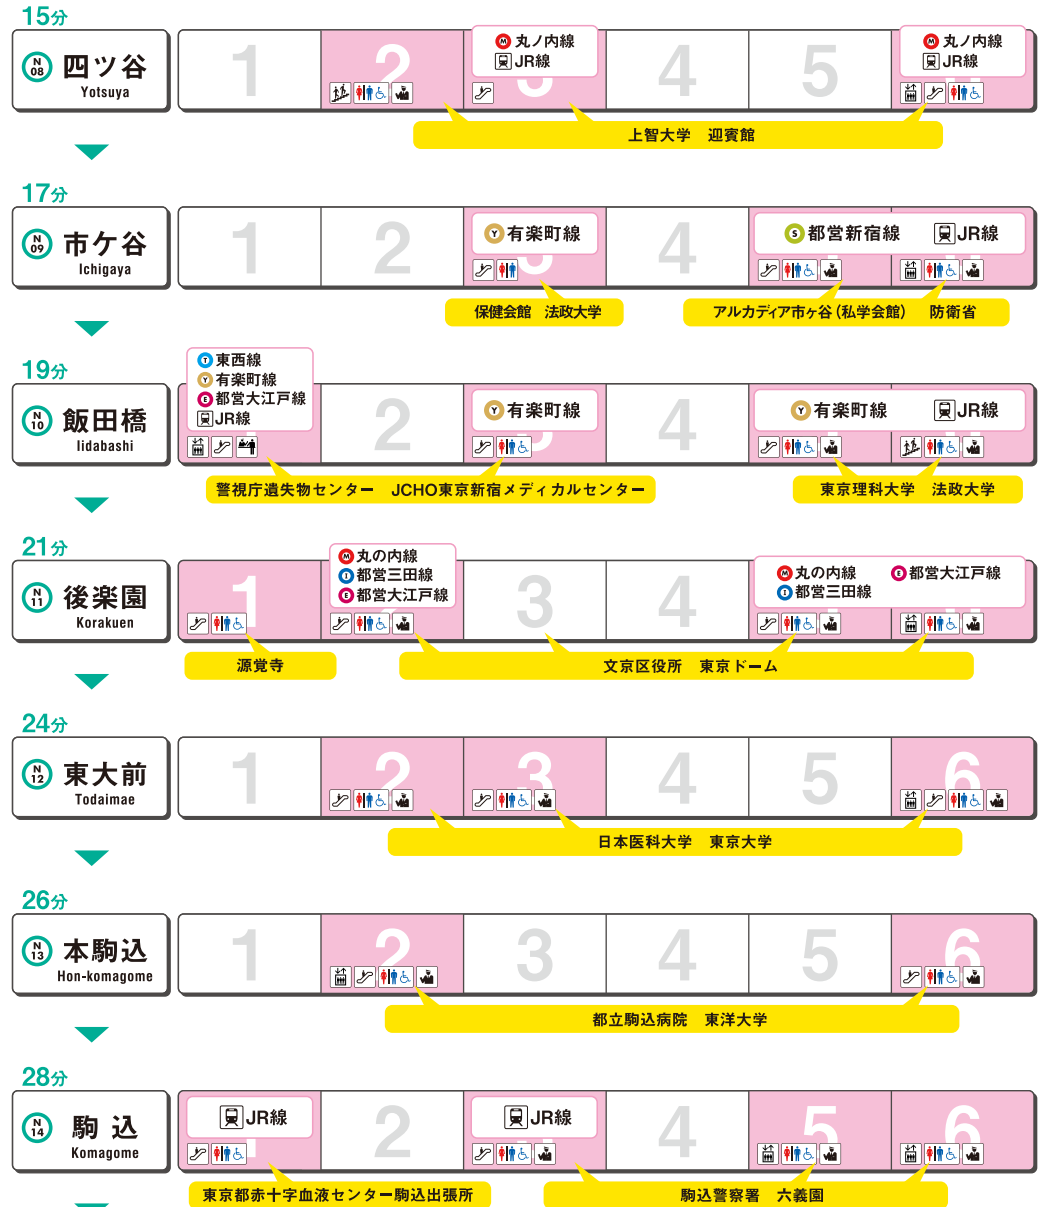 15分
N
08
四ツ谷
Yotsuya
1
2
3
丸ノ内線
JR線
4
5
丸ノ内線
JR線
上智大学　迎賓館
17分
N
09
市ケ谷
Ichigaya
1
2
Y 有楽町線
4
S 都営新宿線　JR線
保健会館　法政大学
アルカディア市ヶ谷（私学会館）　防衛省
19分
N
10
飯田橋
Iidabashi
T 東西線
Y 有楽町線
E 都営大江戸線
JR線
2
Y 有楽町線
4
Y 有楽町線　JR線
警視庁遺失物センター　JCHO東京新宿メディカルセンター
東京理科大学　法政大学
21分
N
11
後楽園
Korakuen
1
M 丸の内線
I 都営三田線
E 都営大江戸線
3
4
M 丸の内線　E 都営大江戸線
I 都営三田線
源覚寺
文京区役所　東京ドーム
24分
N
12
東大前
Todaimae
1
2
3
4
5
6
日本医科大学　東京大学
26分
N
13
本駒込
Hon-komagome
1
2
3
4
5
6
都立駒込病院　東洋大学
28分
N
14
駒込
Komagome
JR線
2
JR線
4
5
6
東京都赤十字血液センター駒込出張所
駒込警察署　六義園